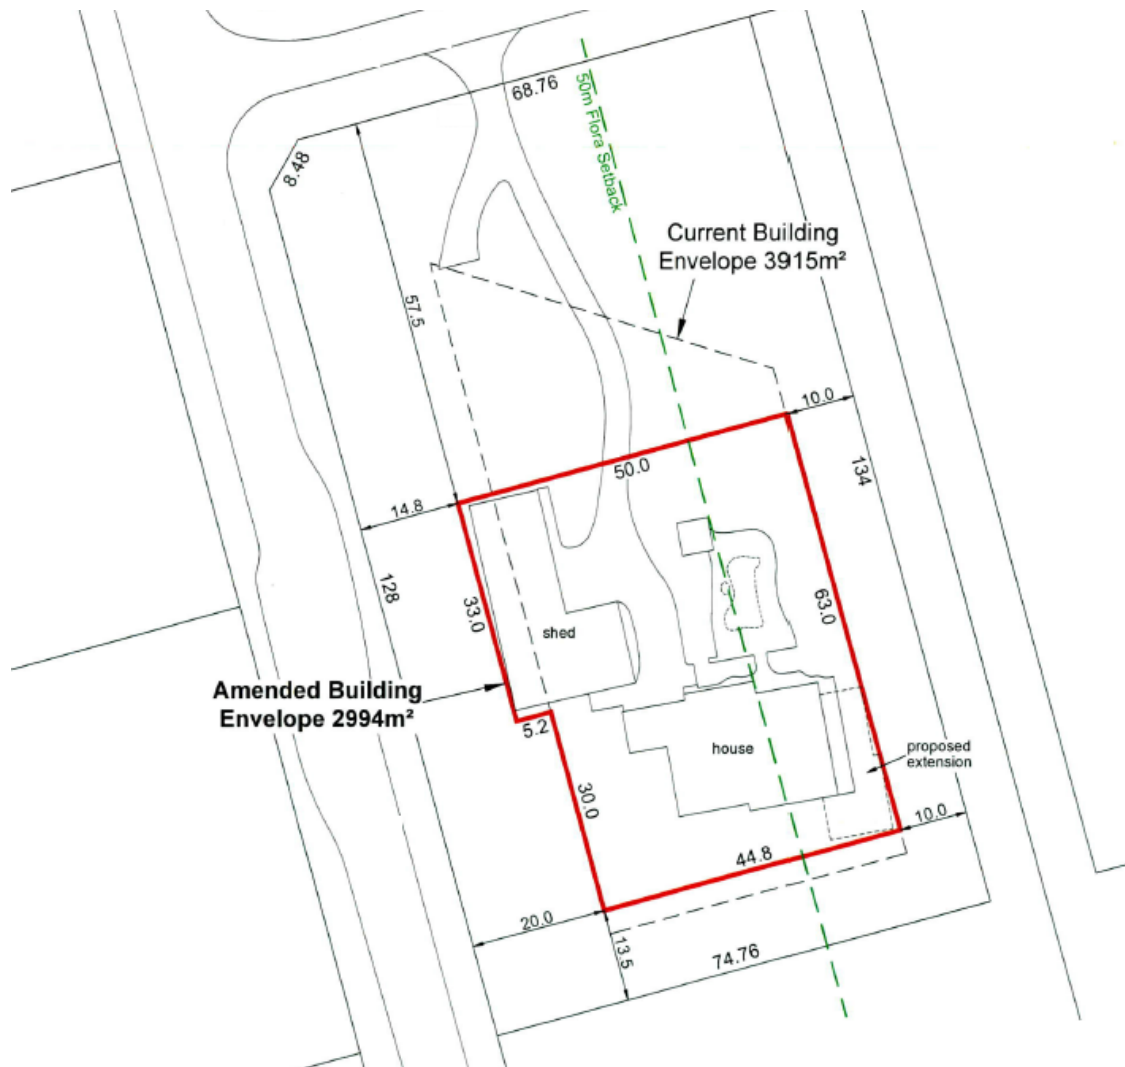 68.76
8.48
50m Flora Setback
Current Building
Envelope 3915m²
57.5
10.0
50.0
134
14.8
128
33.0
63.0
shed
Amended Building
Envelope 2994m²
5.2
house
proposed
extension
30.0
10.0
44.8
20.0
13.5
74.76